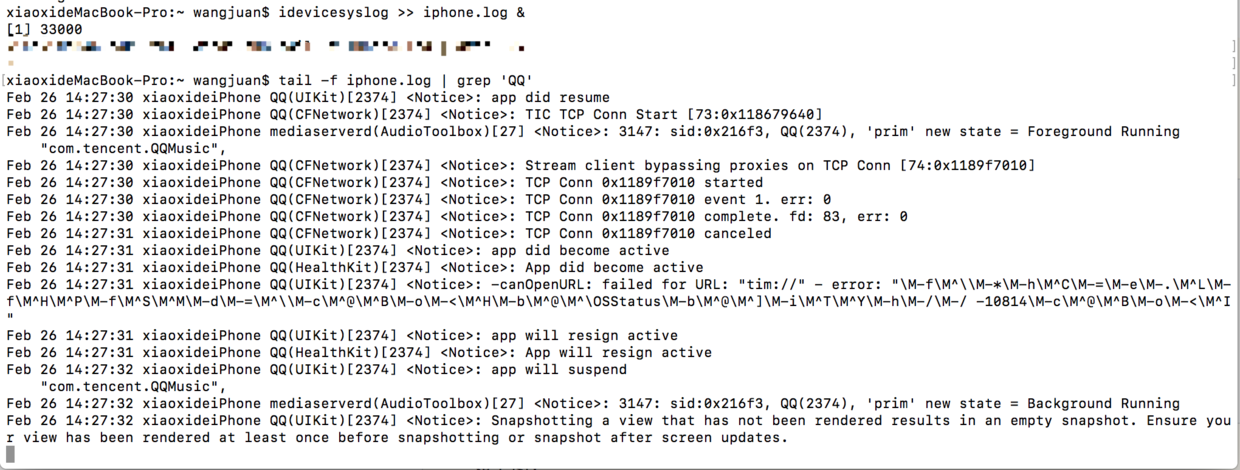 xiaoxideMacBook-Pro:~ wangjuan$ idevicesyslog >> iphone.log &
[1] 33000
[xiaoxideMacBook-Pro:~ wangjuan$ tail -f iphone.log | grep 'QQ'
Feb 26 14:27:30 xiaoxideiPhone QQ(UIKit)[2374] <Notice>: app did resume
Feb 26 14:27:30 xiaoxideiPhone QQ(CFNetwork)[2374] <Notice>: TIC TCP Conn Start [73:0x118679640]
Feb 26 14:27:30 xiaoxideiPhone mediaserverd(AudioToolbox)[27] <Notice>: 3147: sid:0x216f3, QQ(2374), 'prim' new state = Foreground Running
    "com.tencent.QQMusic",
Feb 26 14:27:30 xiaoxideiPhone QQ(CFNetwork)[2374] <Notice>: Stream client bypassing proxies on TCP Conn [74:0x1189f7010]
Feb 26 14:27:30 xiaoxideiPhone QQ(CFNetwork)[2374] <Notice>: TCP Conn 0x1189f7010 started
Feb 26 14:27:30 xiaoxideiPhone QQ(CFNetwork)[2374] <Notice>: TCP Conn 0x1189f7010 event 1. err: 0
Feb 26 14:27:30 xiaoxideiPhone QQ(CFNetwork)[2374] <Notice>: TCP Conn 0x1189f7010 complete. fd: 83, err: 0
Feb 26 14:27:31 xiaoxideiPhone QQ(CFNetwork)[2374] <Notice>: TCP Conn 0x1189f7010 canceled
Feb 26 14:27:31 xiaoxideiPhone QQ(UIKit)[2374] <Notice>: app did become active
Feb 26 14:27:31 xiaoxideiPhone QQ(HealthKit)[2374] <Notice>: App did become active
Feb 26 14:27:31 xiaoxideiPhone QQ(UIKit)[2374] <Notice>: -canOpenURL: failed for URL: "tim://" - error: "\M-f\M^\\M-*\M-h\M^C\M-=\M-e\M-.\M^L\M-
f\M^H\M^P\M-f\M^S\M^M\M-d\M-=\M^\\M-c\M^@\M^B\M-o\M-<\M^H\M-b\M^@\M^\OSStatus\M-b\M^@\M^]\M-i\M^T\M^Y\M-h\M-/\M-/ -10814\M-c\M^@\M^B\M-o\M-<\M^I
"
Feb 26 14:27:31 xiaoxideiPhone QQ(UIKit)[2374] <Notice>: app will resign active
Feb 26 14:27:31 xiaoxideiPhone QQ(HealthKit)[2374] <Notice>: App will resign active
Feb 26 14:27:32 xiaoxideiPhone QQ(UIKit)[2374] <Notice>: app will suspend
    "com.tencent.QQMusic",
Feb 26 14:27:32 xiaoxideiPhone mediaserverd(AudioToolbox)[27] <Notice>: 3147: sid:0x216f3, QQ(2374), 'prim' new state = Background Running
Feb 26 14:27:32 xiaoxideiPhone QQ(UIKit)[2374] <Notice>: Snapshotting a view that has not been rendered results in an empty snapshot. Ensure you
r view has been rendered at least once before snapshotting or snapshot after screen updates.